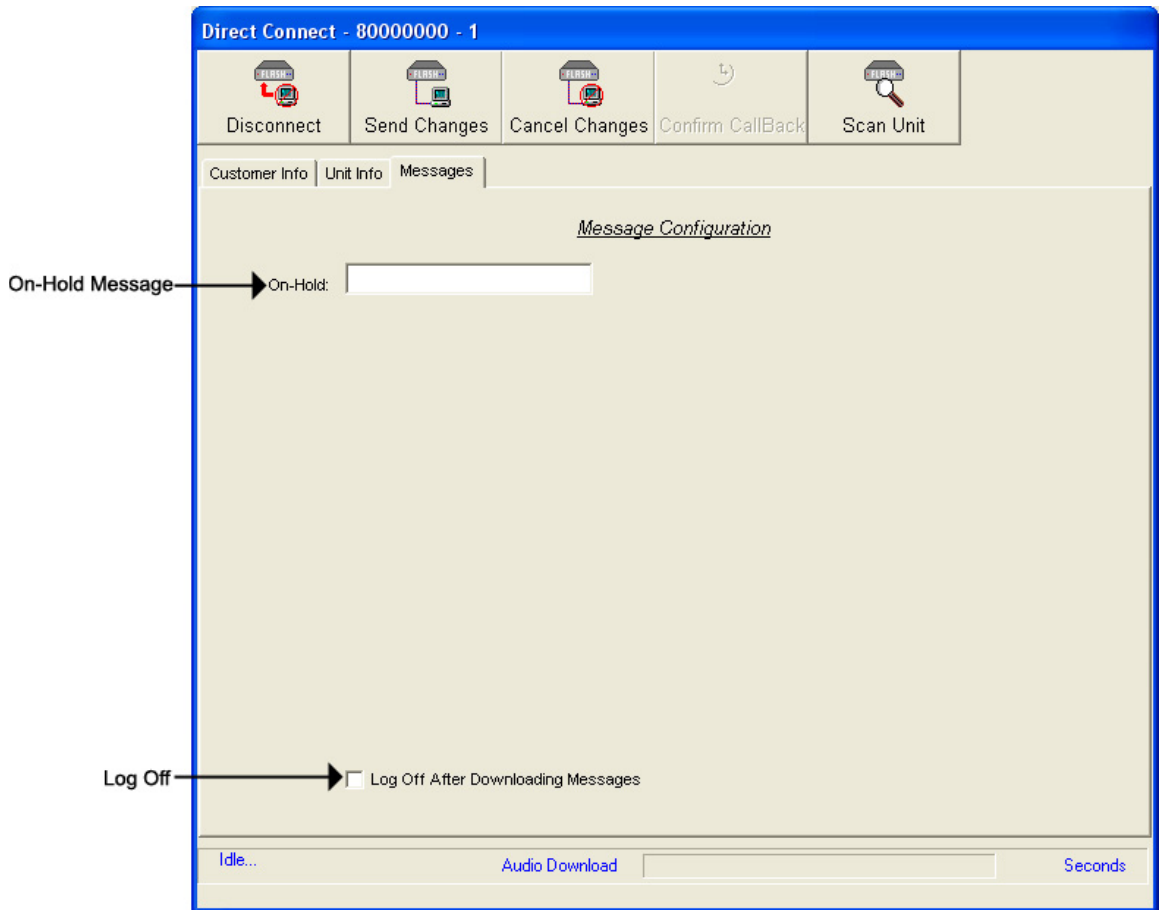 Direct Connect - 80000000 - 1
FLASH FLASH FLASH FLASH
Disconnect Send Changes Cancel Changes Confirm CallBack Scan Unit
Customer Info Unit Info Messages
Message Configuration
On-Hold Message On-Hold:
Log Off Log Off After Downloading Messages
Idle... Audio Download Seconds